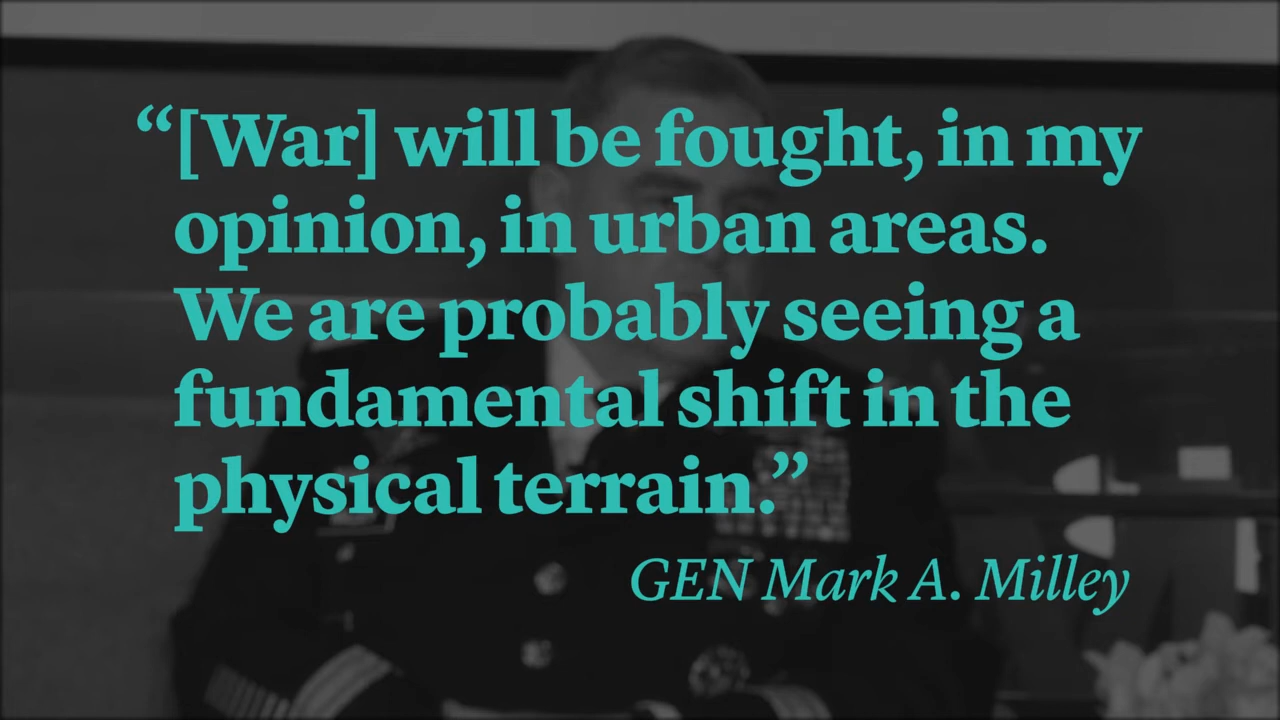 “[War] will be fought, in my
opinion, in urban areas.
We are probably seeing a
fundamental shift in the
physical terrain.”
GEN Mark A. Milley